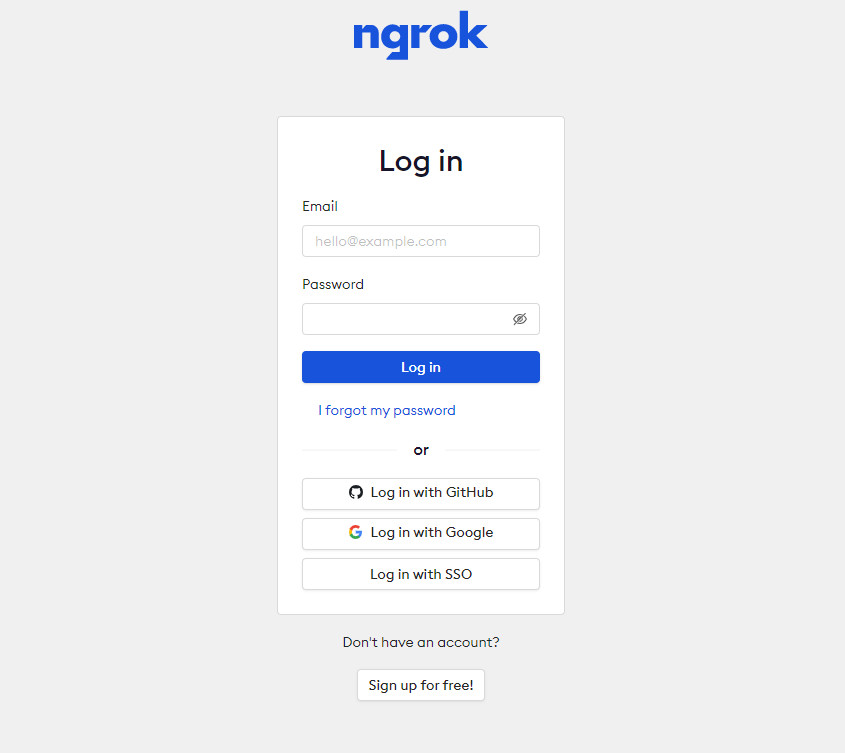 ngrok
Log in
Email
hello@example.com
Password
Log in
I forgot my password
or
Log in with GitHub
Log in with Google
Log in with SSO
Don't have an account?
Sign up for free!